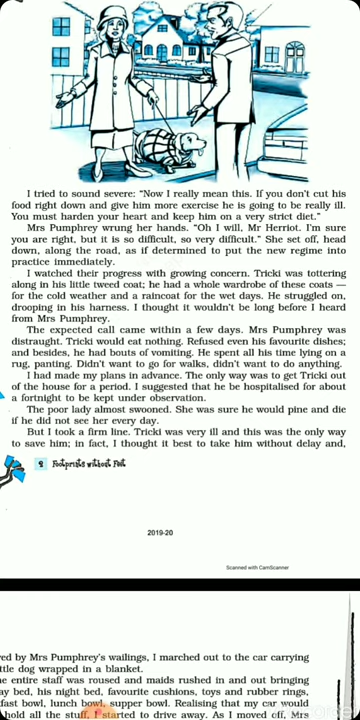 I tried to sound severe: “Now I really mean this. If you don’t cut his
food right down and give him more exercise he is going to be really ill.
You must harden your heart and keep him on a very strict diet.”
Mrs Pumphrey wrung her hands. “Oh I will, Mr Herriot. I’m sure
you are right, but it is so difficult, so very difficult.” She set off, head
down, along the road, as if determined to put the new regime into
practice immediately.
I watched their progress with growing concern. Tricki was tottering
along in his little tweed coat; he had a whole wardrobe of these coats —
for the cold weather and a raincoat for the wet days. He struggled on,
drooping in his harness. I thought it wouldn’t be long before I heard
from Mrs Pumphrey.
The expected call came within a few days. Mrs Pumphrey was
distraught. Tricki would eat nothing. Refused even his favourite dishes;
and besides, he had bouts of vomiting. He spent all his time lying on a
rug, panting. Didn’t want to go for walks, didn’t want to do anything.
I had made my plans in advance. The only way was to get Tricki out
of the house for a period. I suggested that he be hospitalised for about
a fortnight to be kept under observation.
The poor lady almost swooned. She was sure he would pine and die
if he did not see her every day.
But I took a firm line. Tricki was very ill and this was the only way
to save him; in fact, I thought it best to take him without delay and,
2 Footprints without Feet
2019-20
Scanned with CamScanner
ved by Mrs Pumphrey’s wailings, I marched out to the car carrying
ttle dog wrapped in a blanket.
e entire staff was roused and maids rushed in and out bringing
ay bed, his night bed, favourite cushions, toys and rubber rings,
fast bowl, lunch bowl, supper bowl. Realising that my car would
hold all the stuff, I started to drive away. As I moved off, Mrs